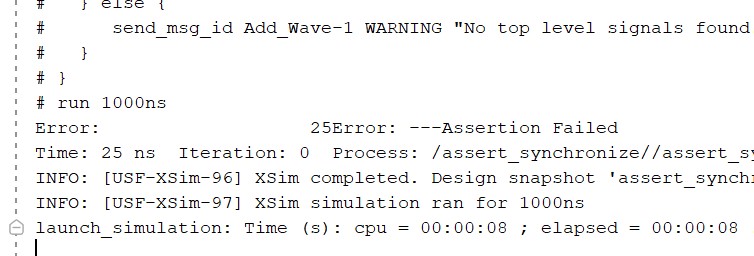 #   } else {
#      send_msg_id Add_Wave-1 WARNING "No top level signals found
#   }
# }
# run 1000ns
Error:                    25Error: ---Assertion Failed
Time: 25 ns  Iteration: 0  Process: /assert_synchronize//assert_sy
INFO: [USF-XSim-96] XSim completed. Design snapshot 'assert_synchr
INFO: [USF-XSim-97] XSim simulation ran for 1000ns
launch_simulation: Time (s): cpu = 00:00:08 ; elapsed = 00:00:08